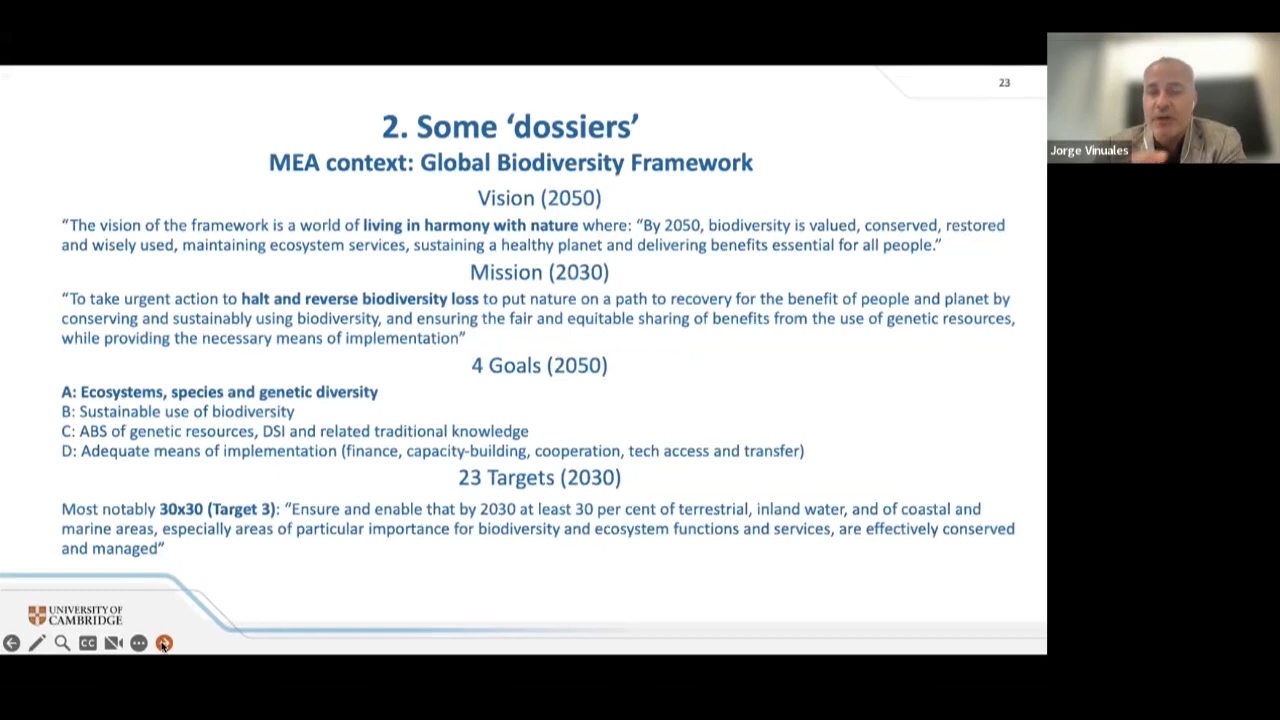 23
2. Some ‘dossiers’
MEA context: Global Biodiversity Framework
Vision (2050)
“The vision of the framework is a world of living in harmony with nature where: “By 2050, biodiversity is valued, conserved, restored
and wisely used, maintaining ecosystem services, sustaining a healthy planet and delivering benefits essential for all people.”
Mission (2030)
“To take urgent action to halt and reverse biodiversity loss to put nature on a path to recovery for the benefit of people and planet by
conserving and sustainably using biodiversity, and ensuring the fair and equitable sharing of benefits from the use of genetic resources,
while providing the necessary means of implementation”
4 Goals (2050)
A: Ecosystems, species and genetic diversity
B: Sustainable use of biodiversity
C: ABS of genetic resources, DSI and related traditional knowledge
D: Adequate means of implementation (finance, capacity-building, cooperation, tech access and transfer)
23 Targets (2030)
Most notably 30x30 (Target 3): “Ensure and enable that by 2030 at least 30 per cent of terrestrial, inland water, and of coastal and
marine areas, especially areas of particular importance for biodiversity and ecosystem functions and services, are effectively conserved
and managed”
UNIVERSITY OF
CAMBRIDGE
CC
Jorge Vinuales